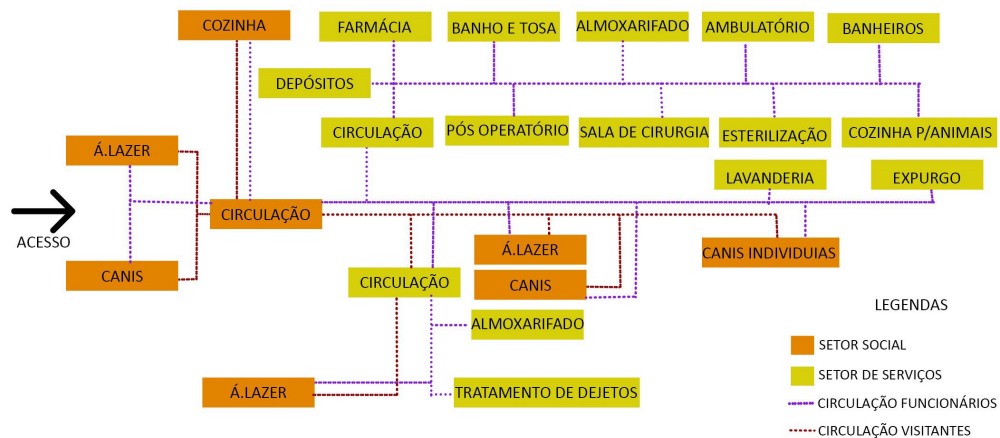 COZINHA
FARMÁCIA
BANHO E TOSA
ALMOXARIFADO
AMBULATÓRIO
BANHEIROS
DEPÓSITOS
CIRCULAÇÃO
PÓS OPERATÓRIO
SALA DE CIRURGIA
ESTERILIZAÇÃO
COZINHA P/ANIMAIS
Á.LAZER
LAVANDERIA
EXPURGO
CIRCULAÇÃO
ACESSO
CANIS
Á.LAZER
CANIS INDIVIDUIAS
CIRCULAÇÃO
CANIS
ALMOXARIFADO
Á.LAZER
TRATAMENTO DE DEJETOS
LEGENDAS
SETOR SOCIAL
SETOR DE SERVIÇOS
CIRCULAÇÃO FUNCIONÁRIOS
CIRCULAÇÃO VISITANTES